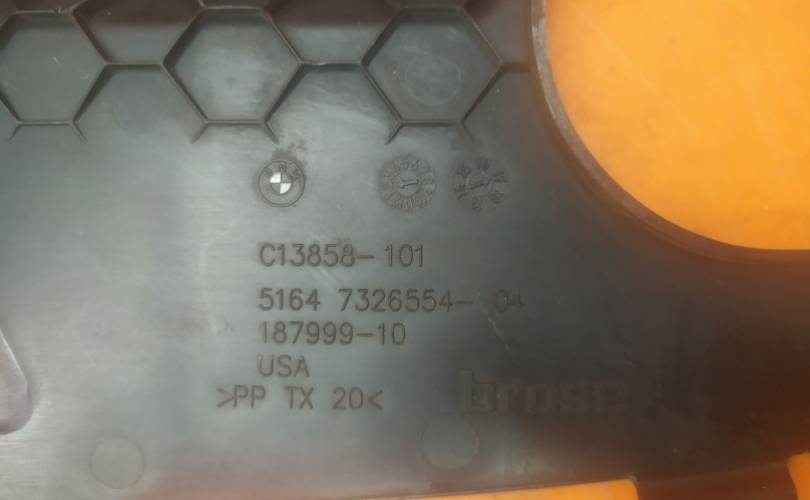 C13858-101
5164 7326554-04
187999-10
USA
>PP TX 20<
brose